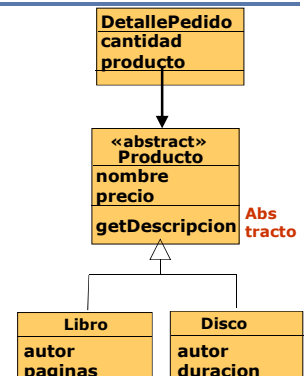 DetallePedido
cantidad
producto
«abstract»
Producto
nombre
precio
getDescripcion
Abs
tracto
Libro
autor
paginas
Disco
autor
duracion